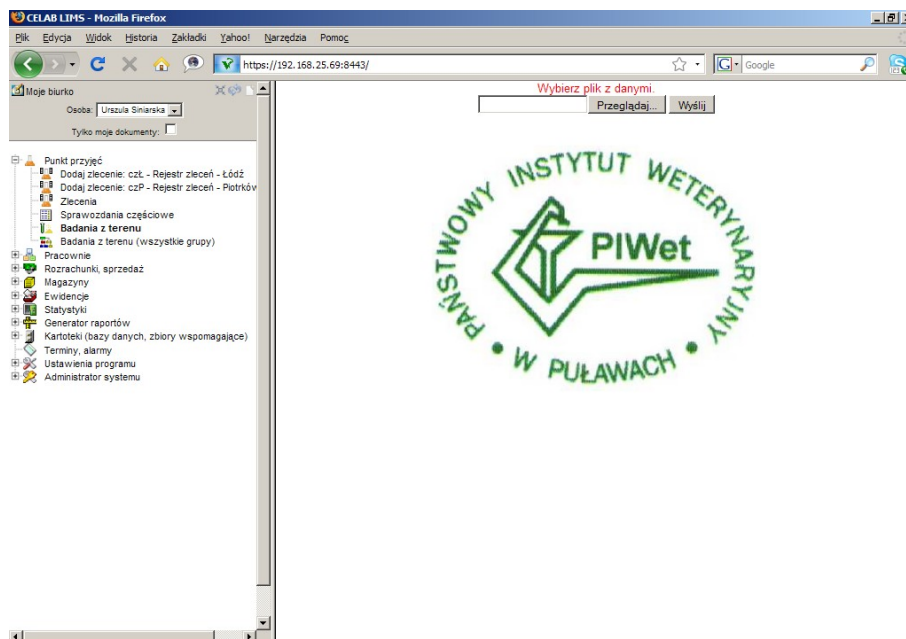 CELAB LIMS - Mozilla Firefox
Plik Edycja Widok Historia Zakładki Yahoo! Narzędzia Pomoc
https://192.168.25.69:8443/
G Google
Moje biurko
Osoba: Urszula Siniarska
Tylko moje dokumenty:
Punkt przyjęć
Dodaj zlecenie: czŁ - Rejestr zleceń - Łódź
Dodaj zlecenie: czP - Rejestr zleceń - Piotrków
Zlecenia
Sprawozdania częściowe
Badania z terenu
Badania z terenu (wszystkie grupy)
Pracownie
Rozrachunki, sprzedaż
Magazyny
Ewidencje
Statystyki
Generator raportów
Kartoteki (bazy danych, zbiory wspomagające)
Terminy, alarmy
Ustawienia programu
Administrator systemu
Wybierz plik z danymi.
Przeglądaj... Wyślij
PAŃSTWOWY INSTYTUT WETERYNARYJNY
PIWet
• W PUŁAWACH •